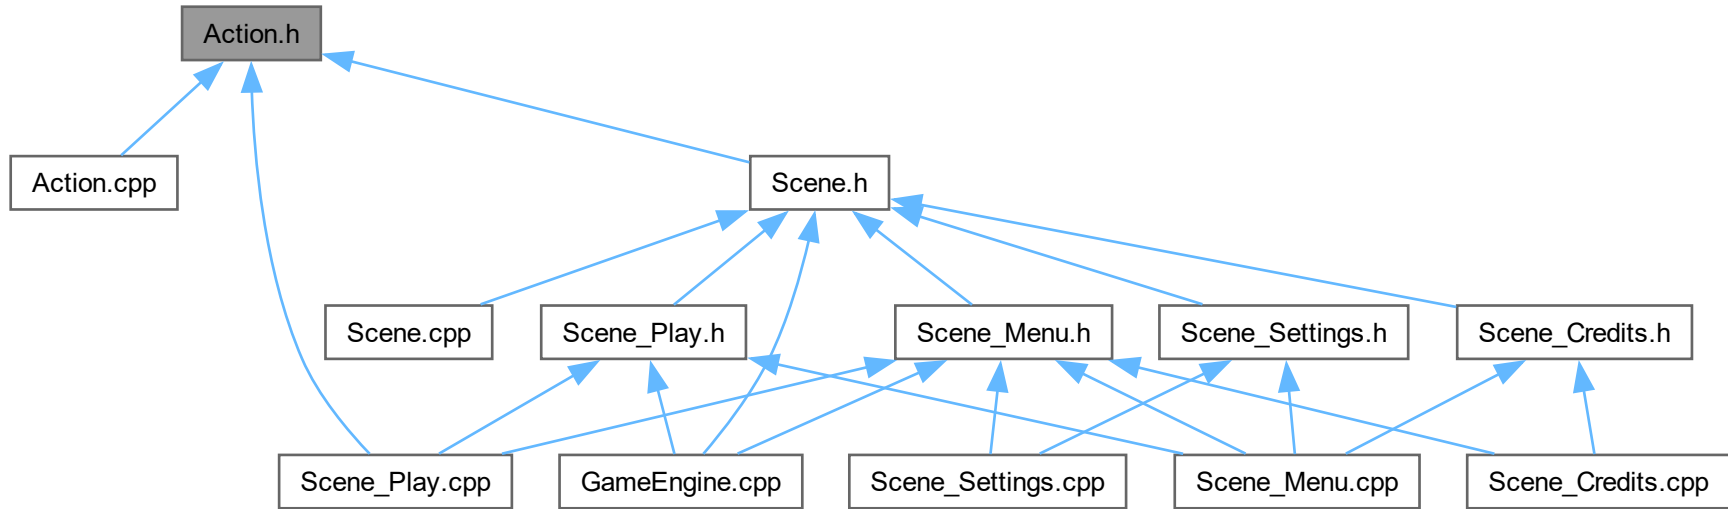 Action.h
Action.cpp
Scene.h
Scene.cpp
Scene_Play.h
Scene_Menu.h
Scene_Settings.h
Scene_Credits.h
Scene_Play.cpp
GameEngine.cpp
Scene_Settings.cpp
Scene_Menu.cpp
Scene_Credits.cpp